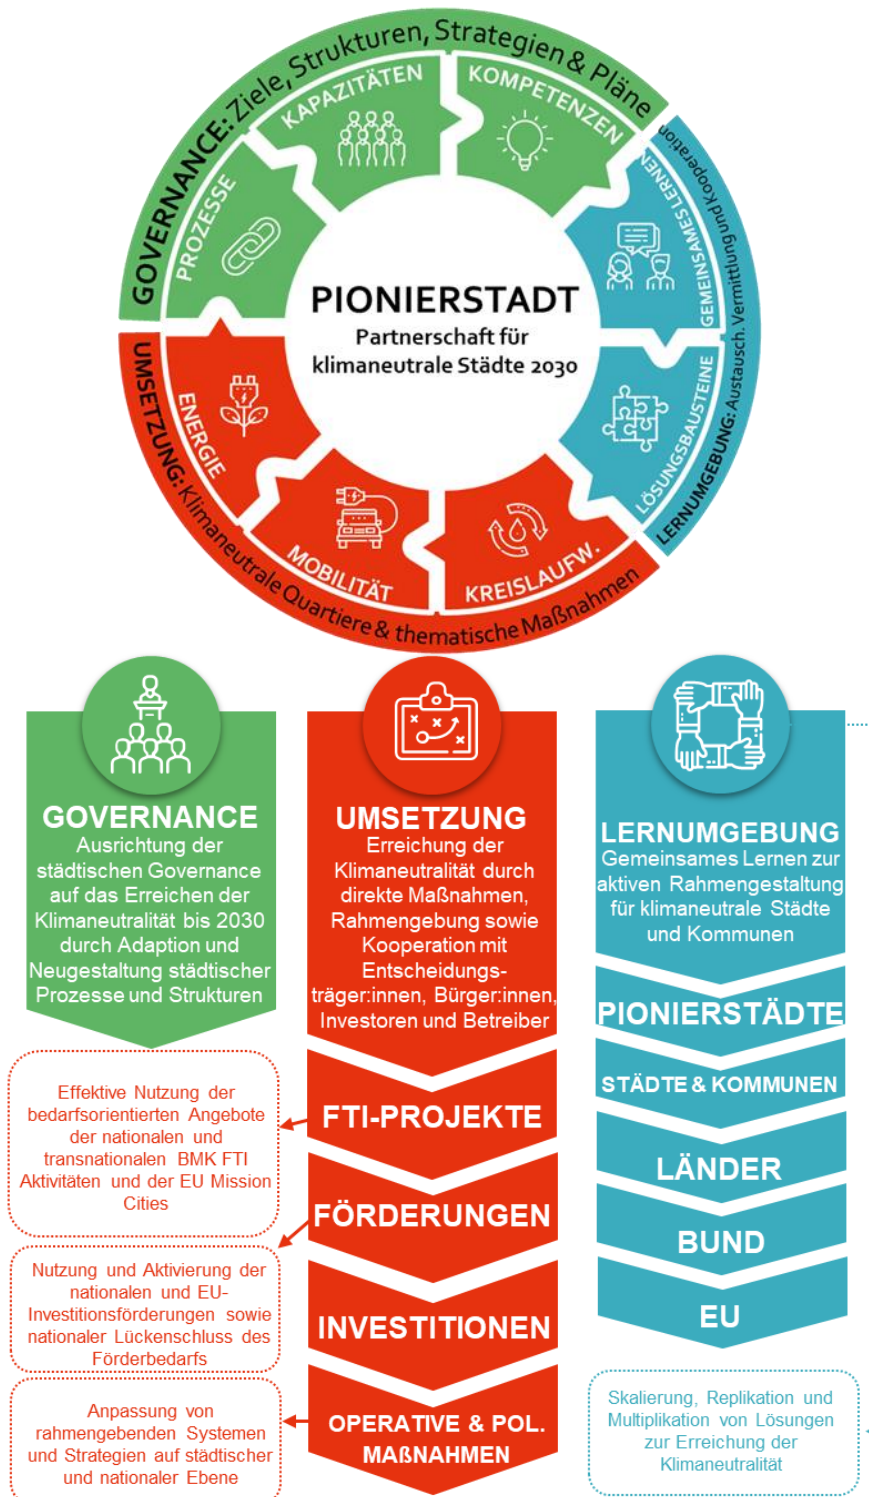 GOVERNANCE: Ziele, Strukturen, Strategien & Pläne
PROZESSE
KAPAZITÄTEN
KOMPETENZEN
GEMEINSAMES LERNEN
LÖSUNGSBAUSTEINE
LERNUMGEBUNG: Austausch. Vermittlung und Kooperation
PIONIERSTADT
Partnerschaft für
klimaneutrale Städte 2030
ENERGIE
MOBILITÄT
KREISLAUFW.
UMSETZUNG: Klimaneutrale Quartiere & thematische Maßnahmen
GOVERNANCE
Ausrichtung der
städtischen Governance
auf das Erreichen der
Klimaneutralität bis 2030
durch Adaption und
Neugestaltung städtischer
Prozesse und Strukturen
Effektive Nutzung der
bedarfsorientierten Angebote
der nationalen und
transnationalen BMK FTI
Aktivitäten und der EU Mission
Cities
Nutzung und Aktivierung der
nationalen und EU-
Investitionsförderungen sowie
nationaler Lückenschluss des
Förderbedarfs
Anpassung von
rahmengebenden Systemen
und Strategien auf städtischer
und nationaler Ebene
UMSETZUNG
Erreichung der
Klimaneutralität durch
direkte Maßnahmen,
Rahmengebung sowie
Kooperation mit
Entscheidungs-
träger:innen, Bürger:innen,
Investoren und Betreiber
FTI-PROJEKTE
FÖRDERUNGEN
INVESTITIONEN
OPERATIVE & POL.
MAßNAHMEN
LERNUMGEBUNG
Gemeinsames Lernen zur
aktiven Rahmengestaltung
für klimaneutrale Städte
und Kommunen
PIONIERSTÄDTE
STÄDTE & KOMMUNEN
LÄNDER
BUND
EU
Skalierung, Replikation und
Multiplikation von Lösungen
zur Erreichung der
Klimaneutralität